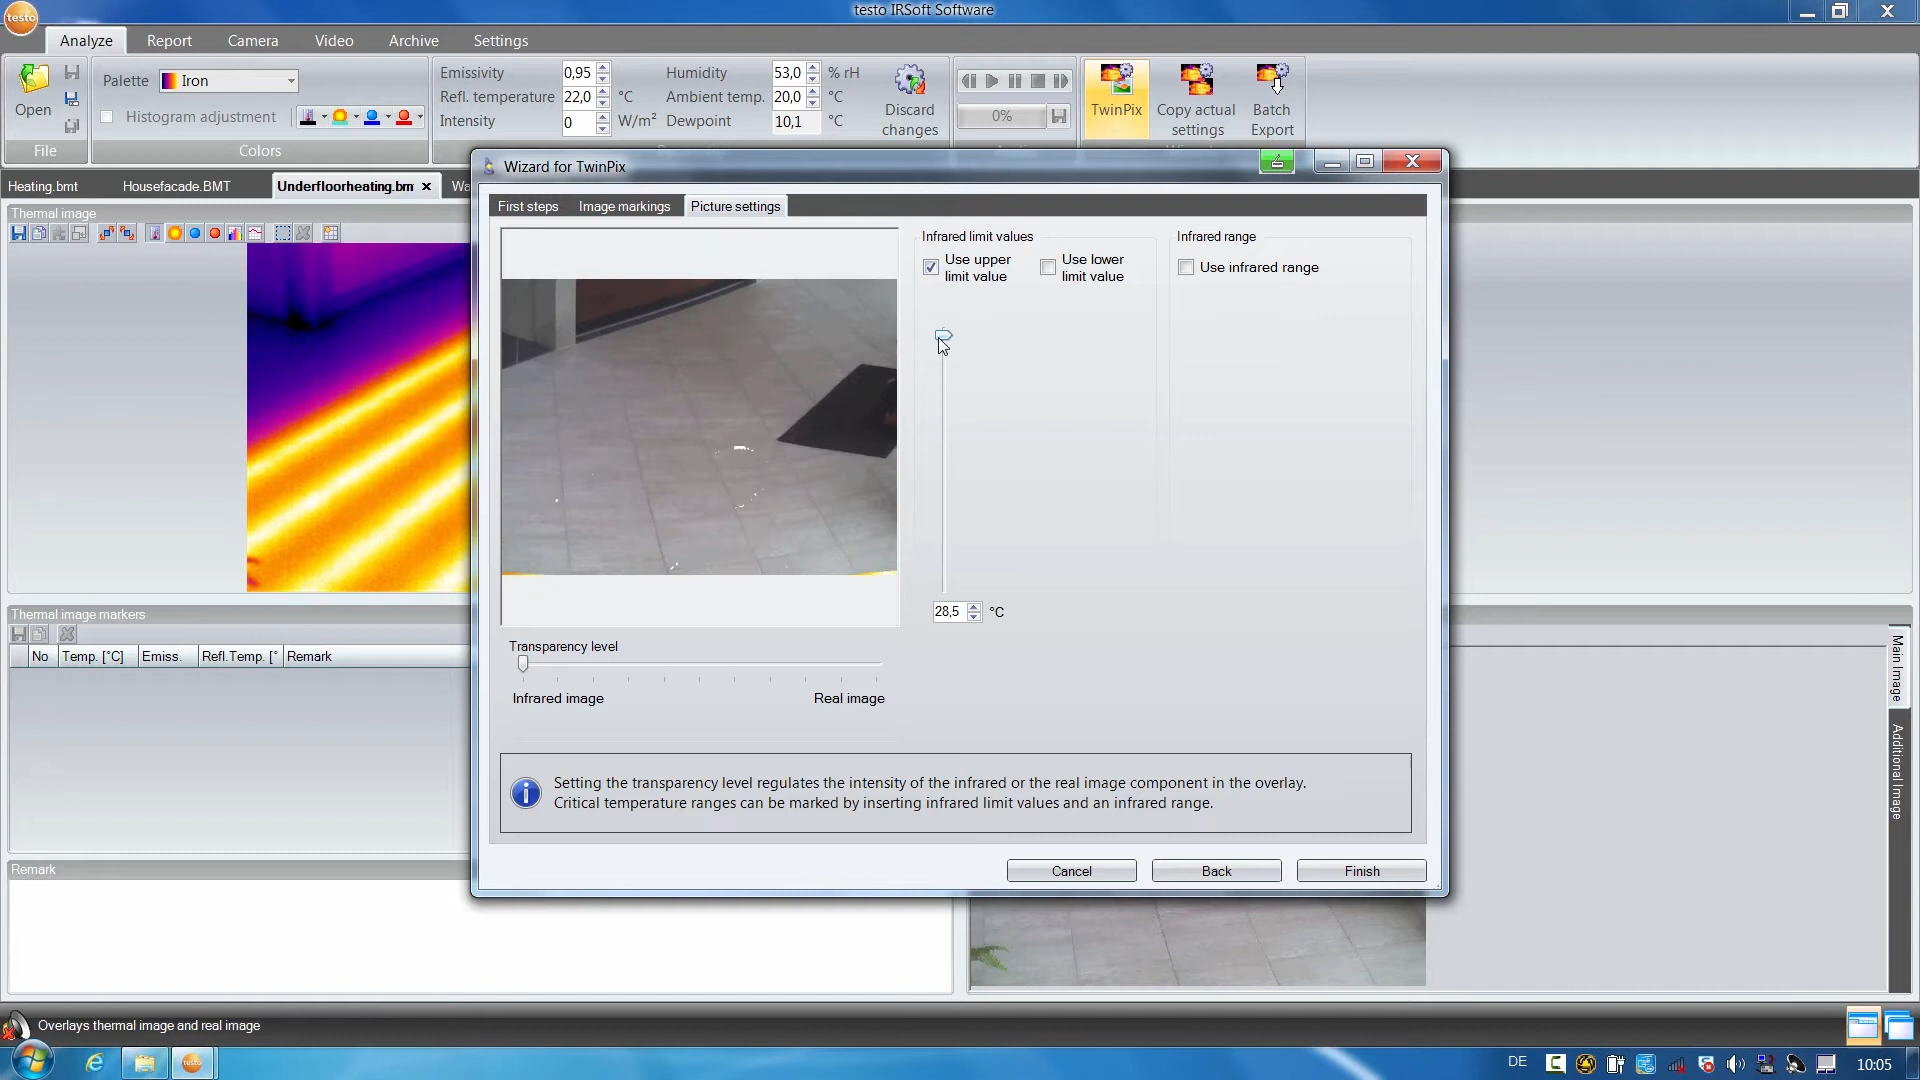 testo IRSoft Software
testo
Analyze
Report
Camera
Video
Archive
Settings
Open
File
Palette
Iron
Histogram adjustment
Colors
Emissivity 0,95
Refl. temperature 22,0 °C
Intensity 0 W/m²
Humidity 53,0 % rH
Ambient temp. 20,0 °C
Dewpoint 10,1 °C
Discard
changes
0%
TwinPix
Copy actual
settings
Batch
Export
Heating.bmt
Housefacade.BMT
Underfloorheating.bm
Wa
Thermal image
Wizard for TwinPix
First steps
Image markings
Picture settings
Infrared limit values
Use upper
limit value
Use lower
limit value
Infrared range
Use infrared range
28,5 °C
Transparency level
Infrared image
Real image
Setting the transparency level regulates the intensity of the infrared or the real image component in the overlay.
Critical temperature ranges can be marked by inserting infrared limit values and an infrared range.
Cancel
Back
Finish
Thermal image markers
No
Temp. [°C]
Emiss.
Refl.Temp. [°
Remark
Remark
Main Image
Additional Image
Overlays thermal image and real image
testo
DE
10:05